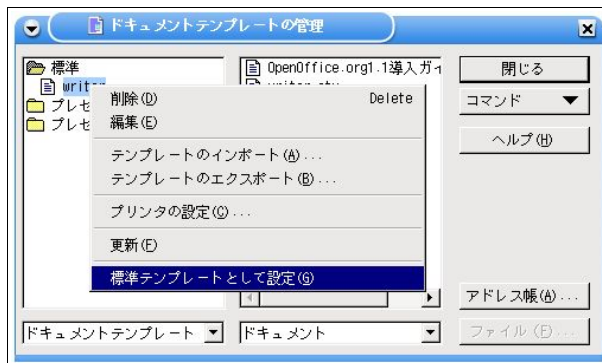 ドキュメントテンプレートの管理
標準
writer
プレセ
プレセ
OpenOffice.org1.1導入ガイ
writer.stw
削除(D) Delete
編集(E)
テンプレートのインポート(A)...
テンプレートのエクスポート(B)...
プリンタの設定(C)...
更新(F)
標準テンプレートとして設定(G)
閉じる
コマンド
ヘルプ(H)
アドレス帳(A)...
ファイル(E)...
ドキュメントテンプレート
ドキュメント